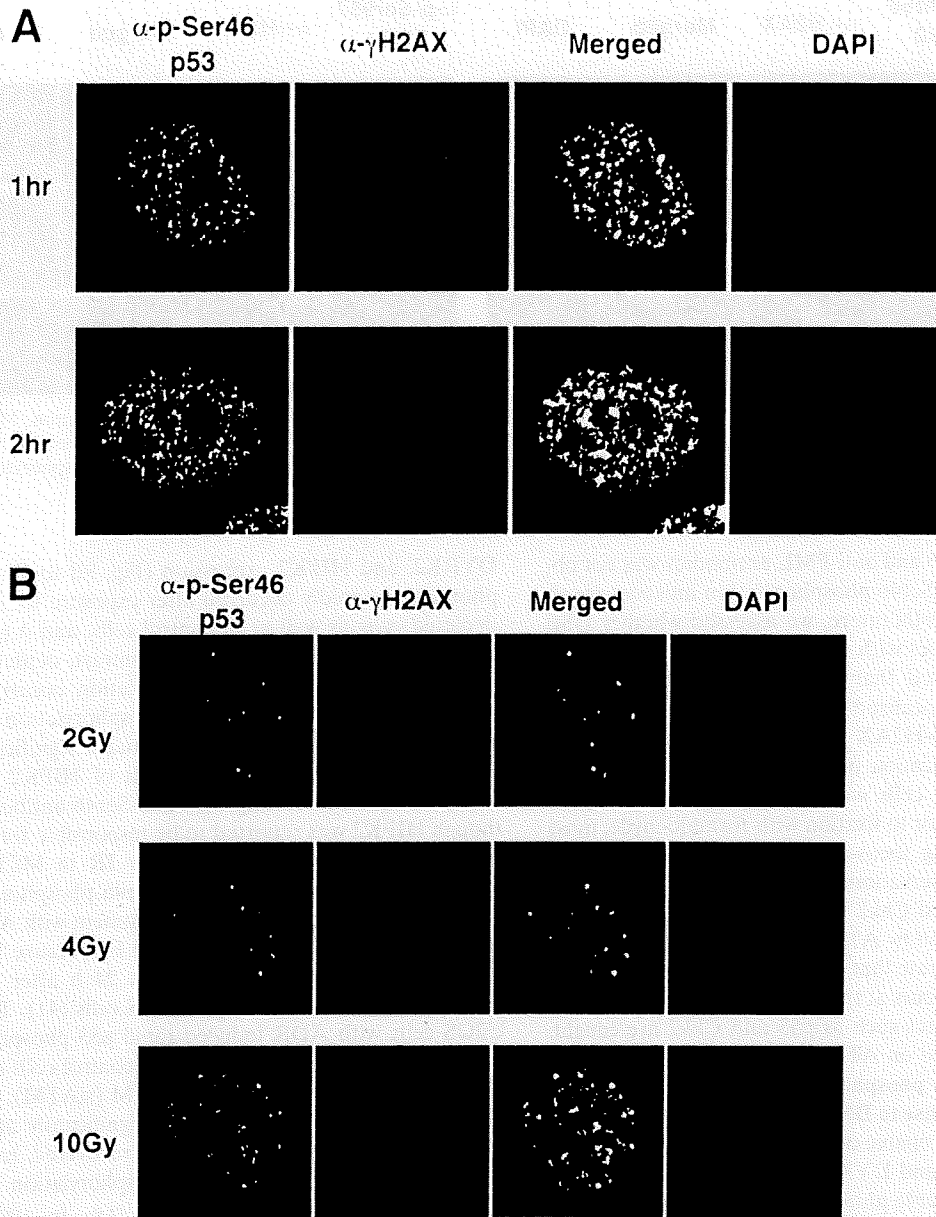 A
α-p-Ser46
p53
α-γH2AX
Merged
DAPI
1hr
2hr
B
α-p-Ser46
p53
α-γH2AX
Merged
DAPI
2Gy
4Gy
10Gy